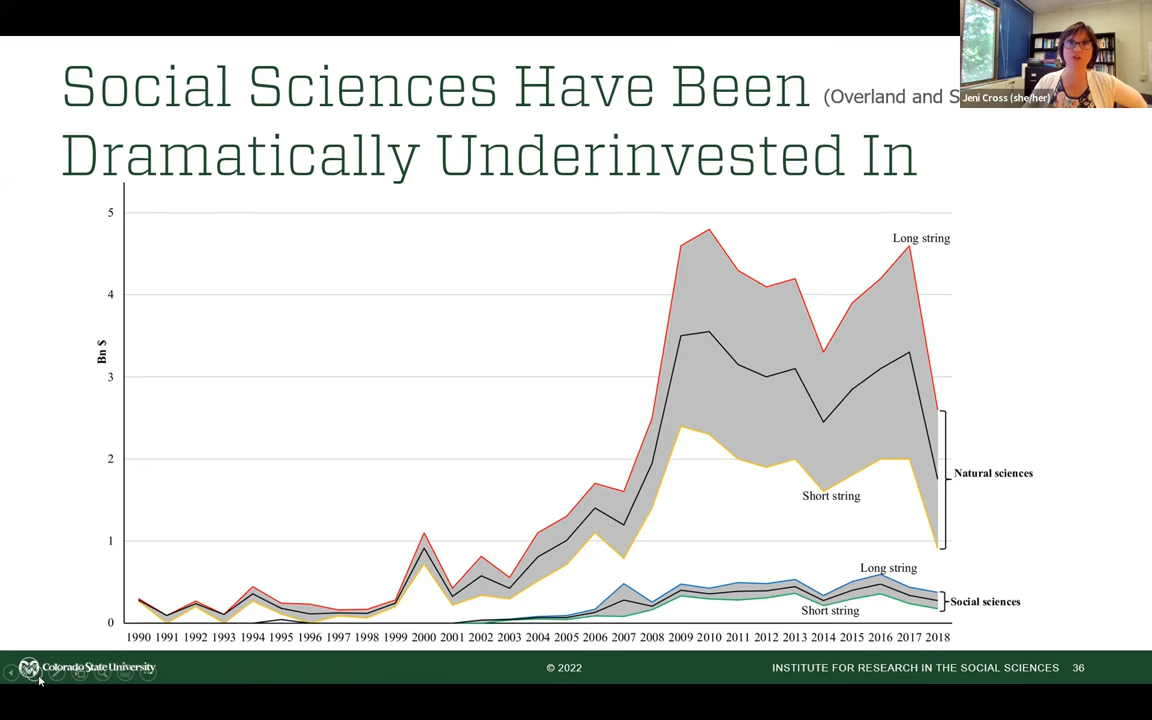 Social Sciences Have Been
(Overland and S
Dramatically Underinvested In
Jeni Cross (she/her)
Bn $
5
4
3
2
1
0
Long string
Short string
Natural sciences
Long string
Short string
Social sciences
1990 1991 1992 1993 1994 1995 1996 1997 1998 1999 2000 2001 2002 2003 2004 2005 2006 2007 2008 2009 2010 2011 2012 2013 2014 2015 2016 2017 2018
Colorado State University
© 2022
INSTITUTE FOR RESEARCH IN THE SOCIAL SCIENCES 36